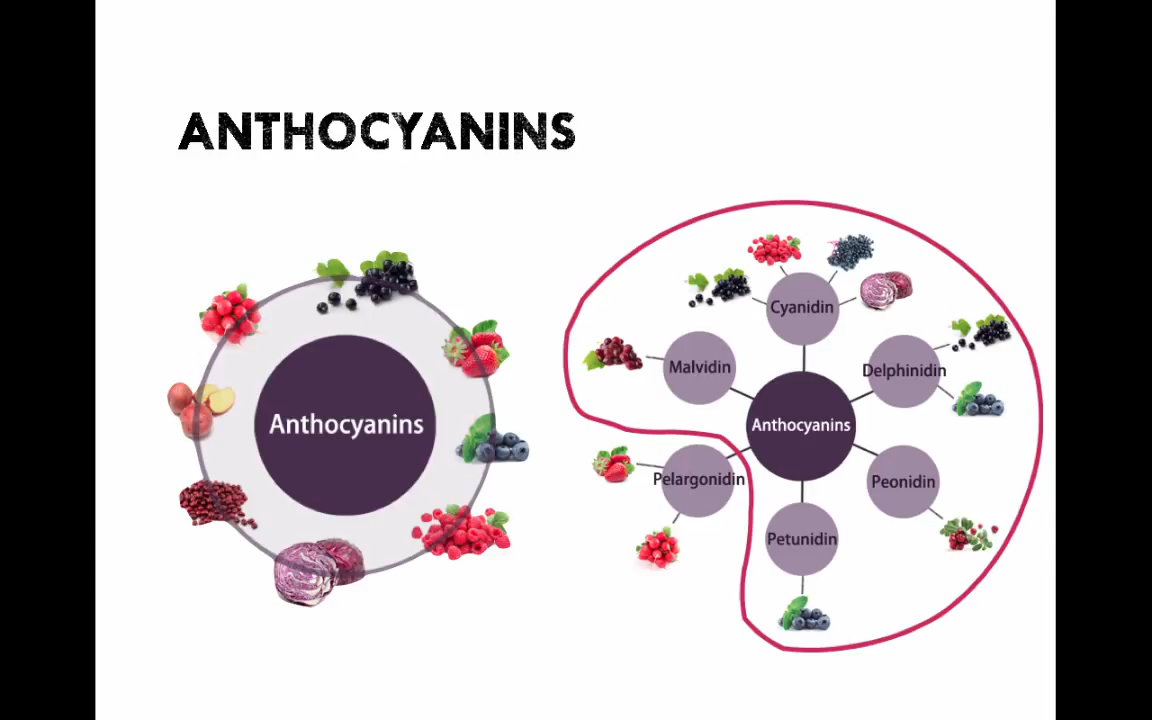 ANTHOCYANINS
Anthocyanins
Cyanidin
Malvidin
Delphinidin
Anthocyanins
Pelargonidin
Peonidin
Petunidin